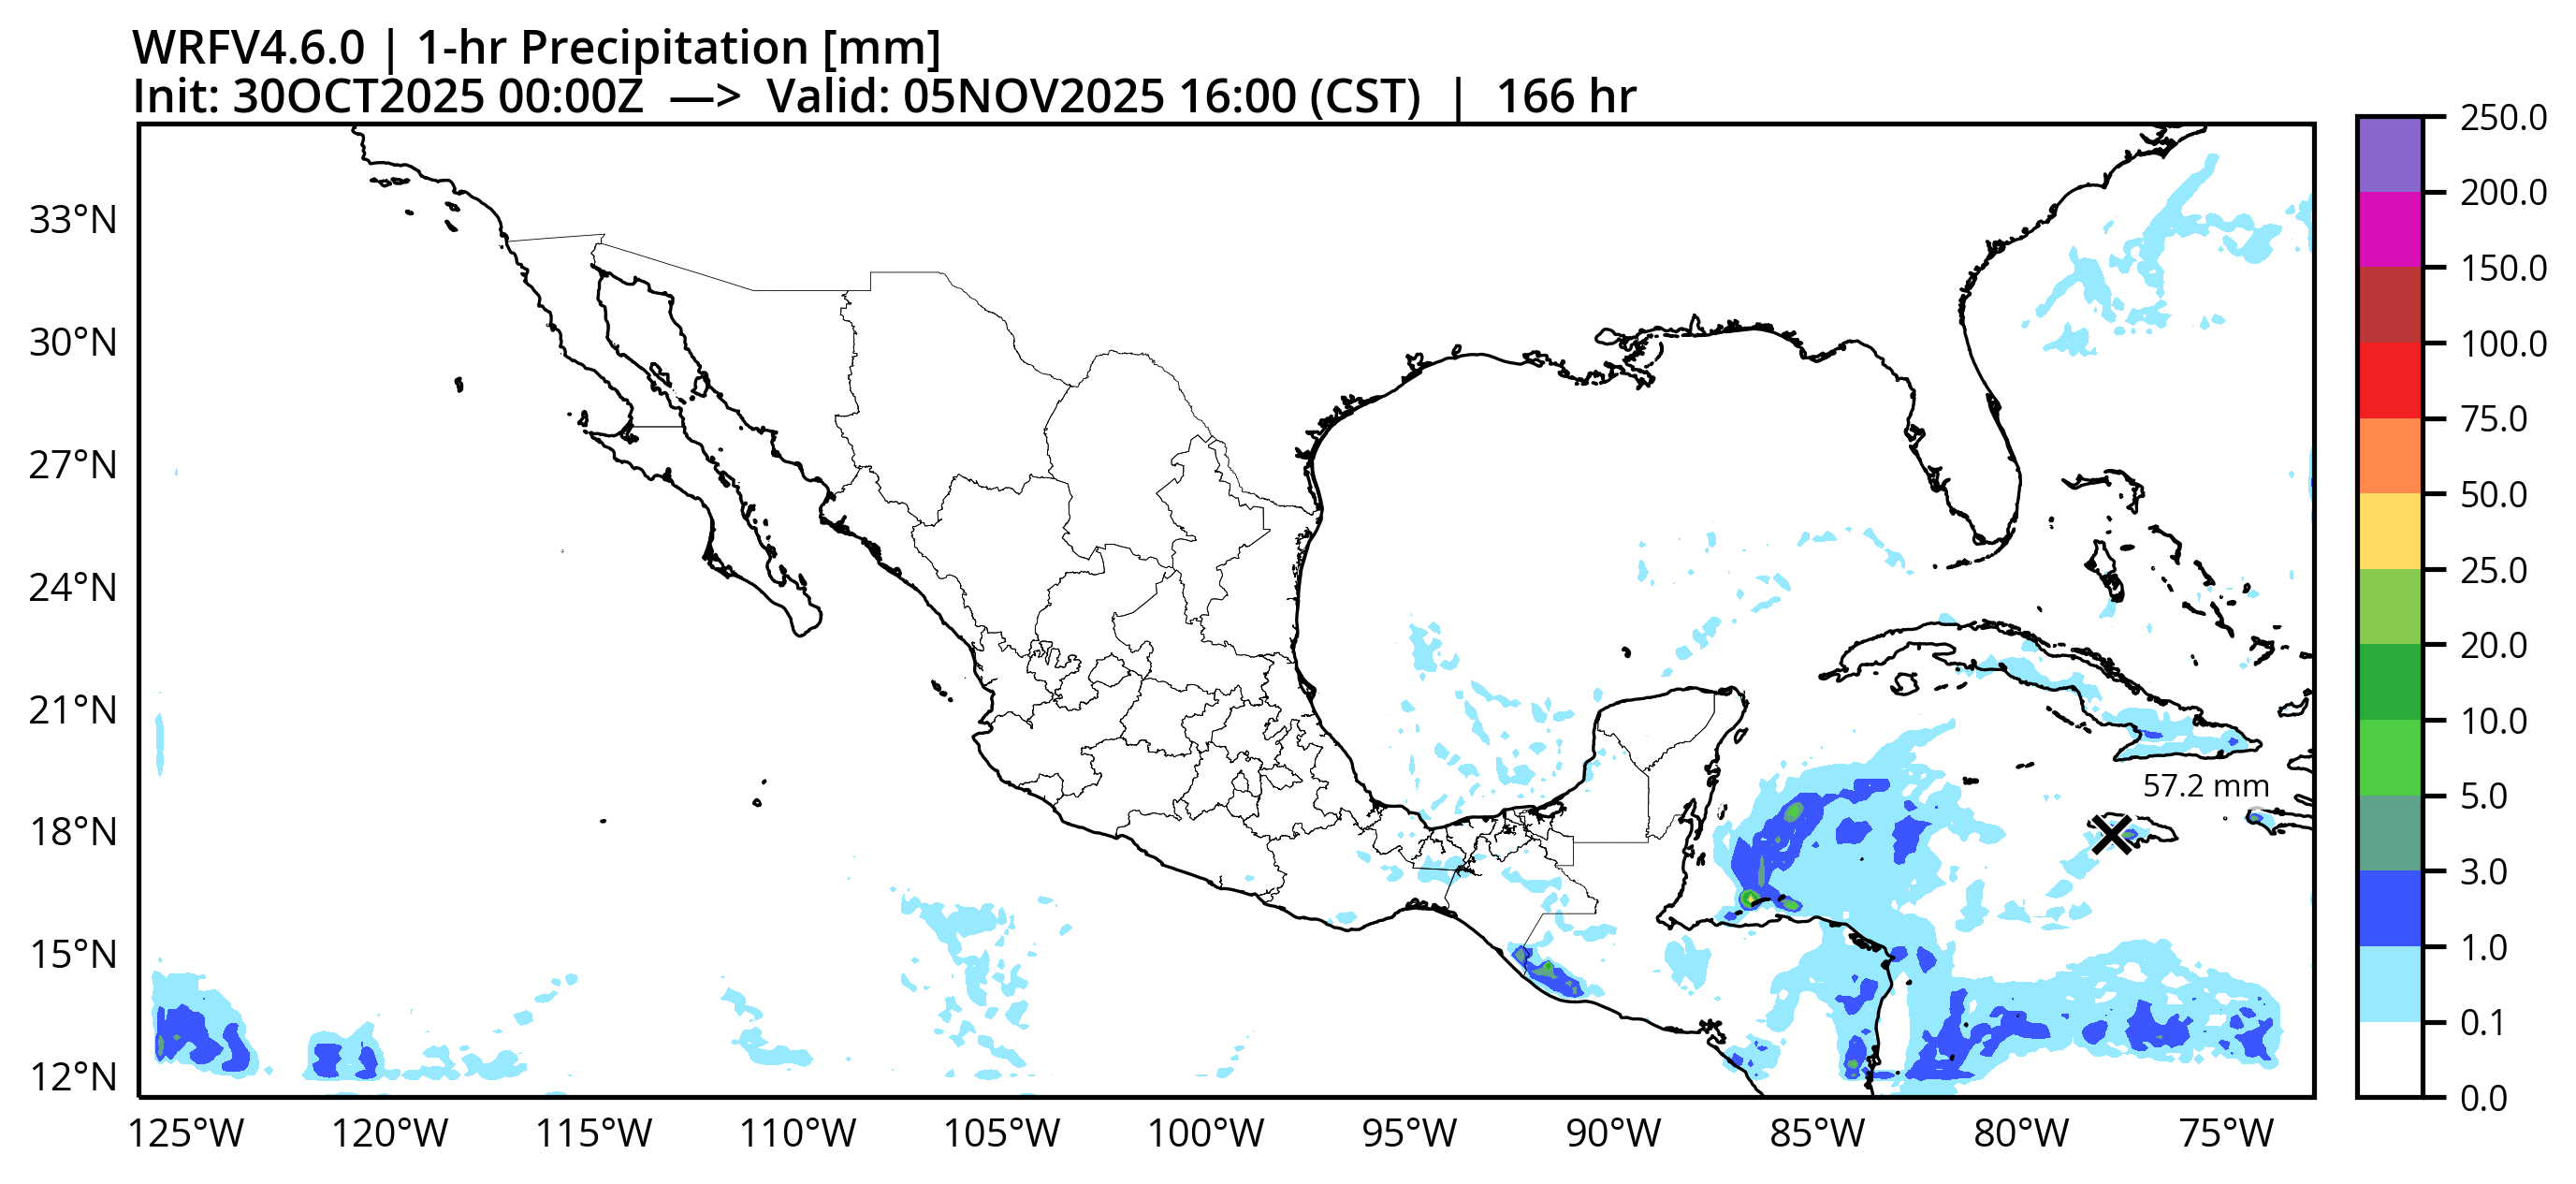 WRFV4.6.0 | 1-hr Precipitation [mm]
Init: 30OCT2025 00:00Z —> Valid: 05NOV2025 16:00 (CST) | 166 hr
33°N
30°N
27°N
24°N
21°N
18°N
15°N
12°N
125°W 120°W 115°W 110°W 105°W 100°W 95°W 90°W 85°W 80°W 75°W
57.2 mm
250.0
200.0
150.0
100.0
75.0
50.0
25.0
20.0
10.0
5.0
3.0
1.0
0.1
0.0